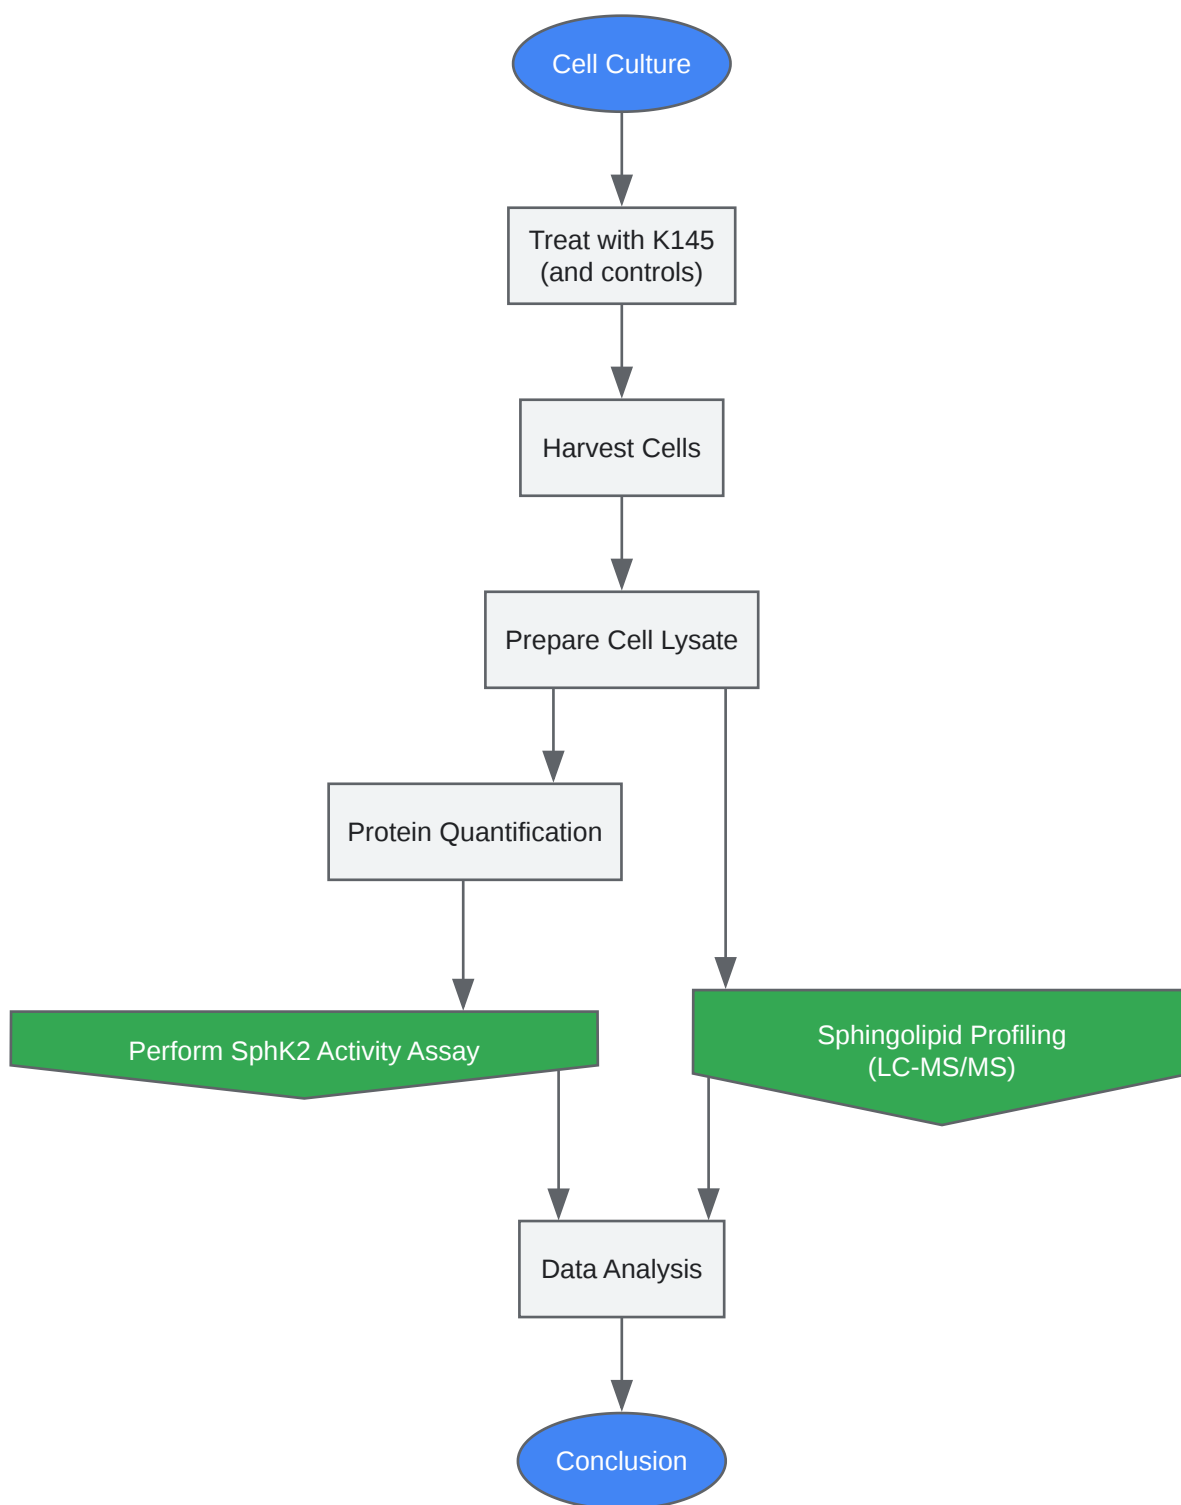 Cell Culture
Treat with K145
(and controls)
Harvest Cells
Prepare Cell Lysate
Protein Quantification
Perform SphK2 Activity Assay
Sphingolipid Profiling
(LC-MS/MS)
Data Analysis
Conclusion